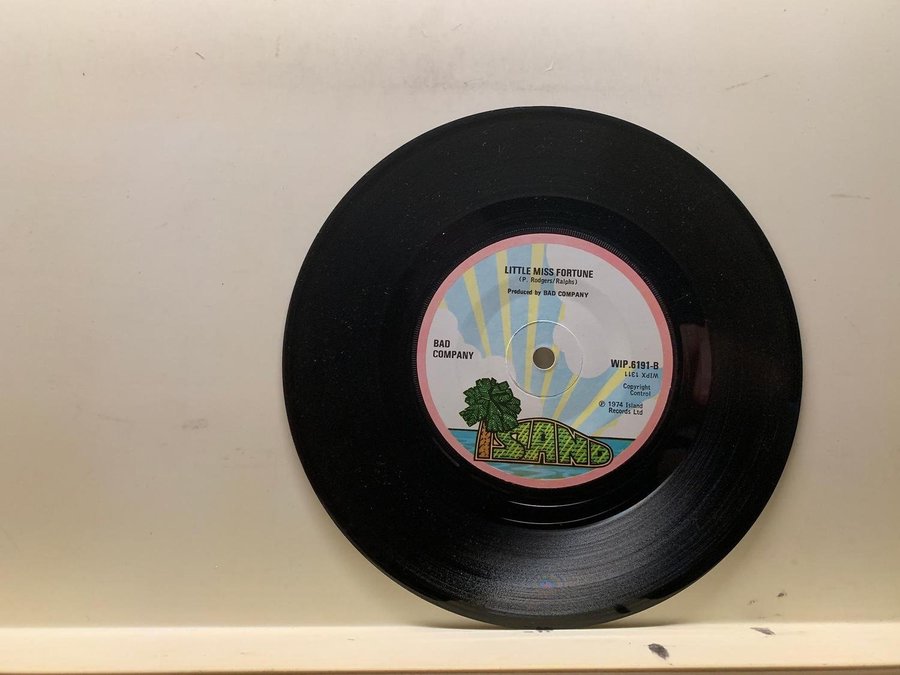 LITTLE MISS FORTUNE
(P. Rodgers/Ralphs)
Produced by BAD COMPANY
BAD
COMPANY
WIP.6191-B
WIPX 1311
Copyright
Control
℗ 1974 Island
Records Ltd
ISLAND